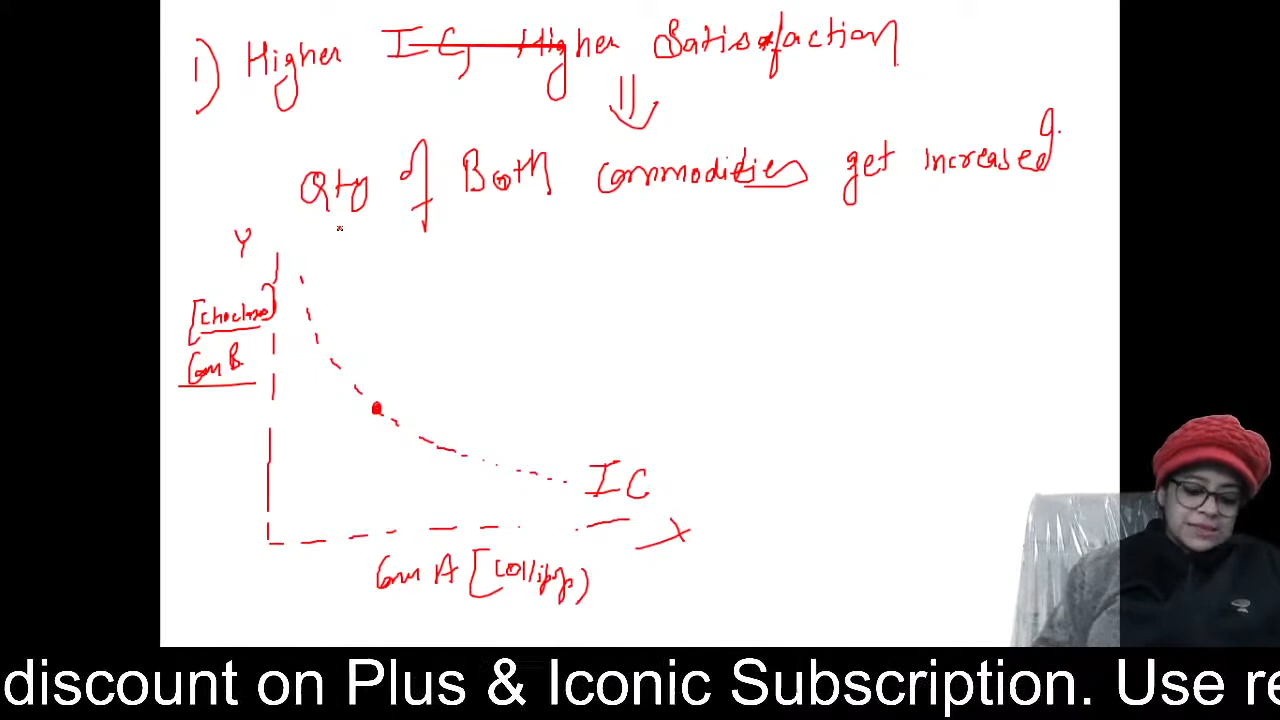 1) Higher IC, Higher Satisfaction
Qty of Both commodities get increased.
Y
Com B
IC
X
Com A [Lollipop)
discount on Plus & Iconic Subscription. Use re